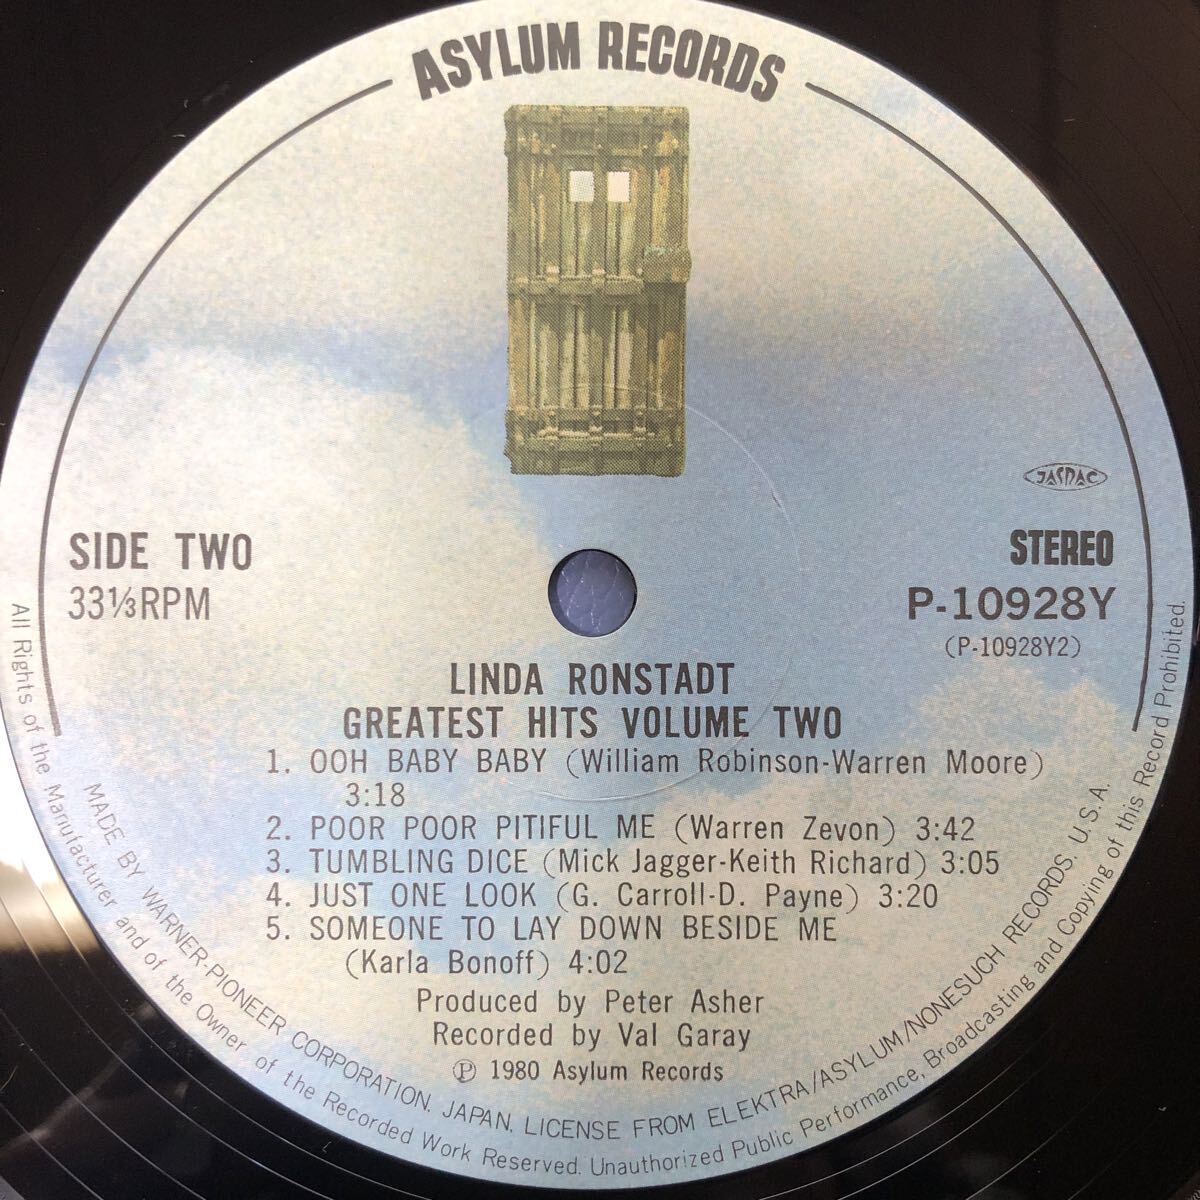 ASYLUM RECORDS
JASRAC
SIDE TWO
33⅓RPM
STEREO
P-10928Y
(P-10928Y2)
LINDA RONSTADT
GREATEST HITS VOLUME TWO
1. OOH BABY BABY (William Robinson-Warren Moore)
3:18
2. POOR POOR PITIFUL ME (Warren Zevon) 3:42
3. TUMBLING DICE (Mick Jagger-Keith Richard) 3:05
4. JUST ONE LOOK (G. Carroll-D. Payne) 3:20
5. SOMEONE TO LAY DOWN BESIDE ME
(Karla Bonoff) 4:02
Produced by Peter Asher
Recorded by Val Garay
Ⓟ 1980 Asylum Records
MADE BY WARNER-PIONEER CORPORATION, JAPAN, LICENSE FROM ELEKTRA/ASYLUM/NONESUCH RECORDS, U.S.A.
All Rights of the Manufacturer and of the Owner of the Recorded Work Reserved. Unauthorized Public Performance, Broadcasting and Copying of this Record Prohibited.